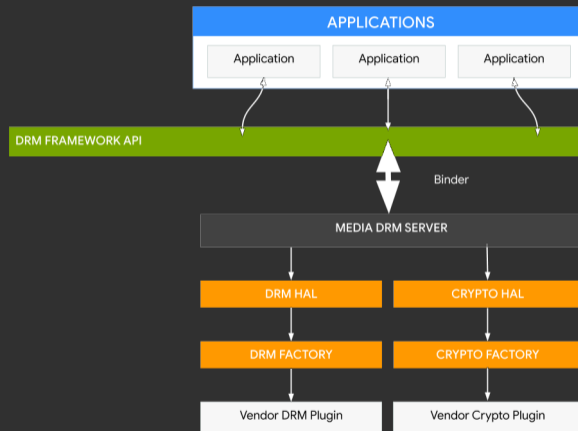 APPLICATIONS
Application
Application
Application
DRM FRAMEWORK API
Binder
MEDIA DRM SERVER
DRM HAL
CRYPTO HAL
DRM FACTORY
CRYPTO FACTORY
Vendor DRM Plugin
Vendor Crypto Plugin